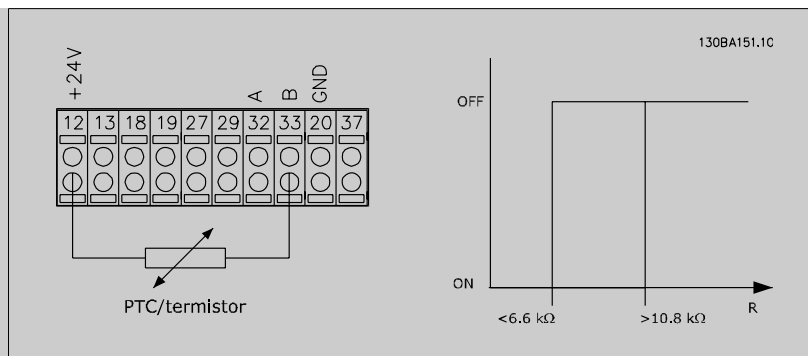 130BA151.10
+24V
A
B
GND
12 13 18 19 27 29 32 33 20 37
PTC/termistor
OFF
ON
<6.6 kΩ
>10.8 kΩ
R